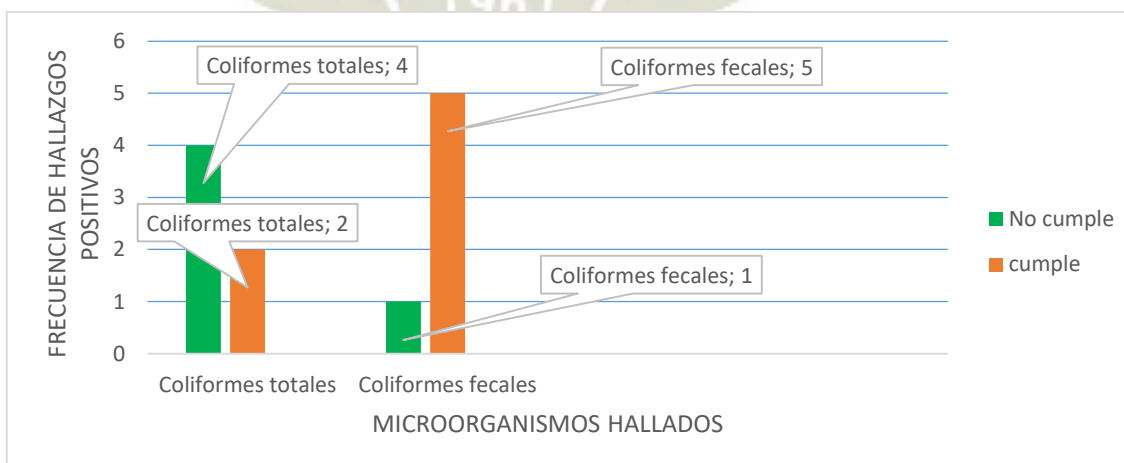 6
5
4
3
2
1
0
FRECUENCIA DE HALLAZGOS
POSITIVOS
Coliformes totales; 4
Coliformes fecales; 5
Coliformes totales; 2
Coliformes fecales; 1
No cumple
cumple
Coliformes totales
Coliformes fecales
MICROORGANISMOS HALLADOS